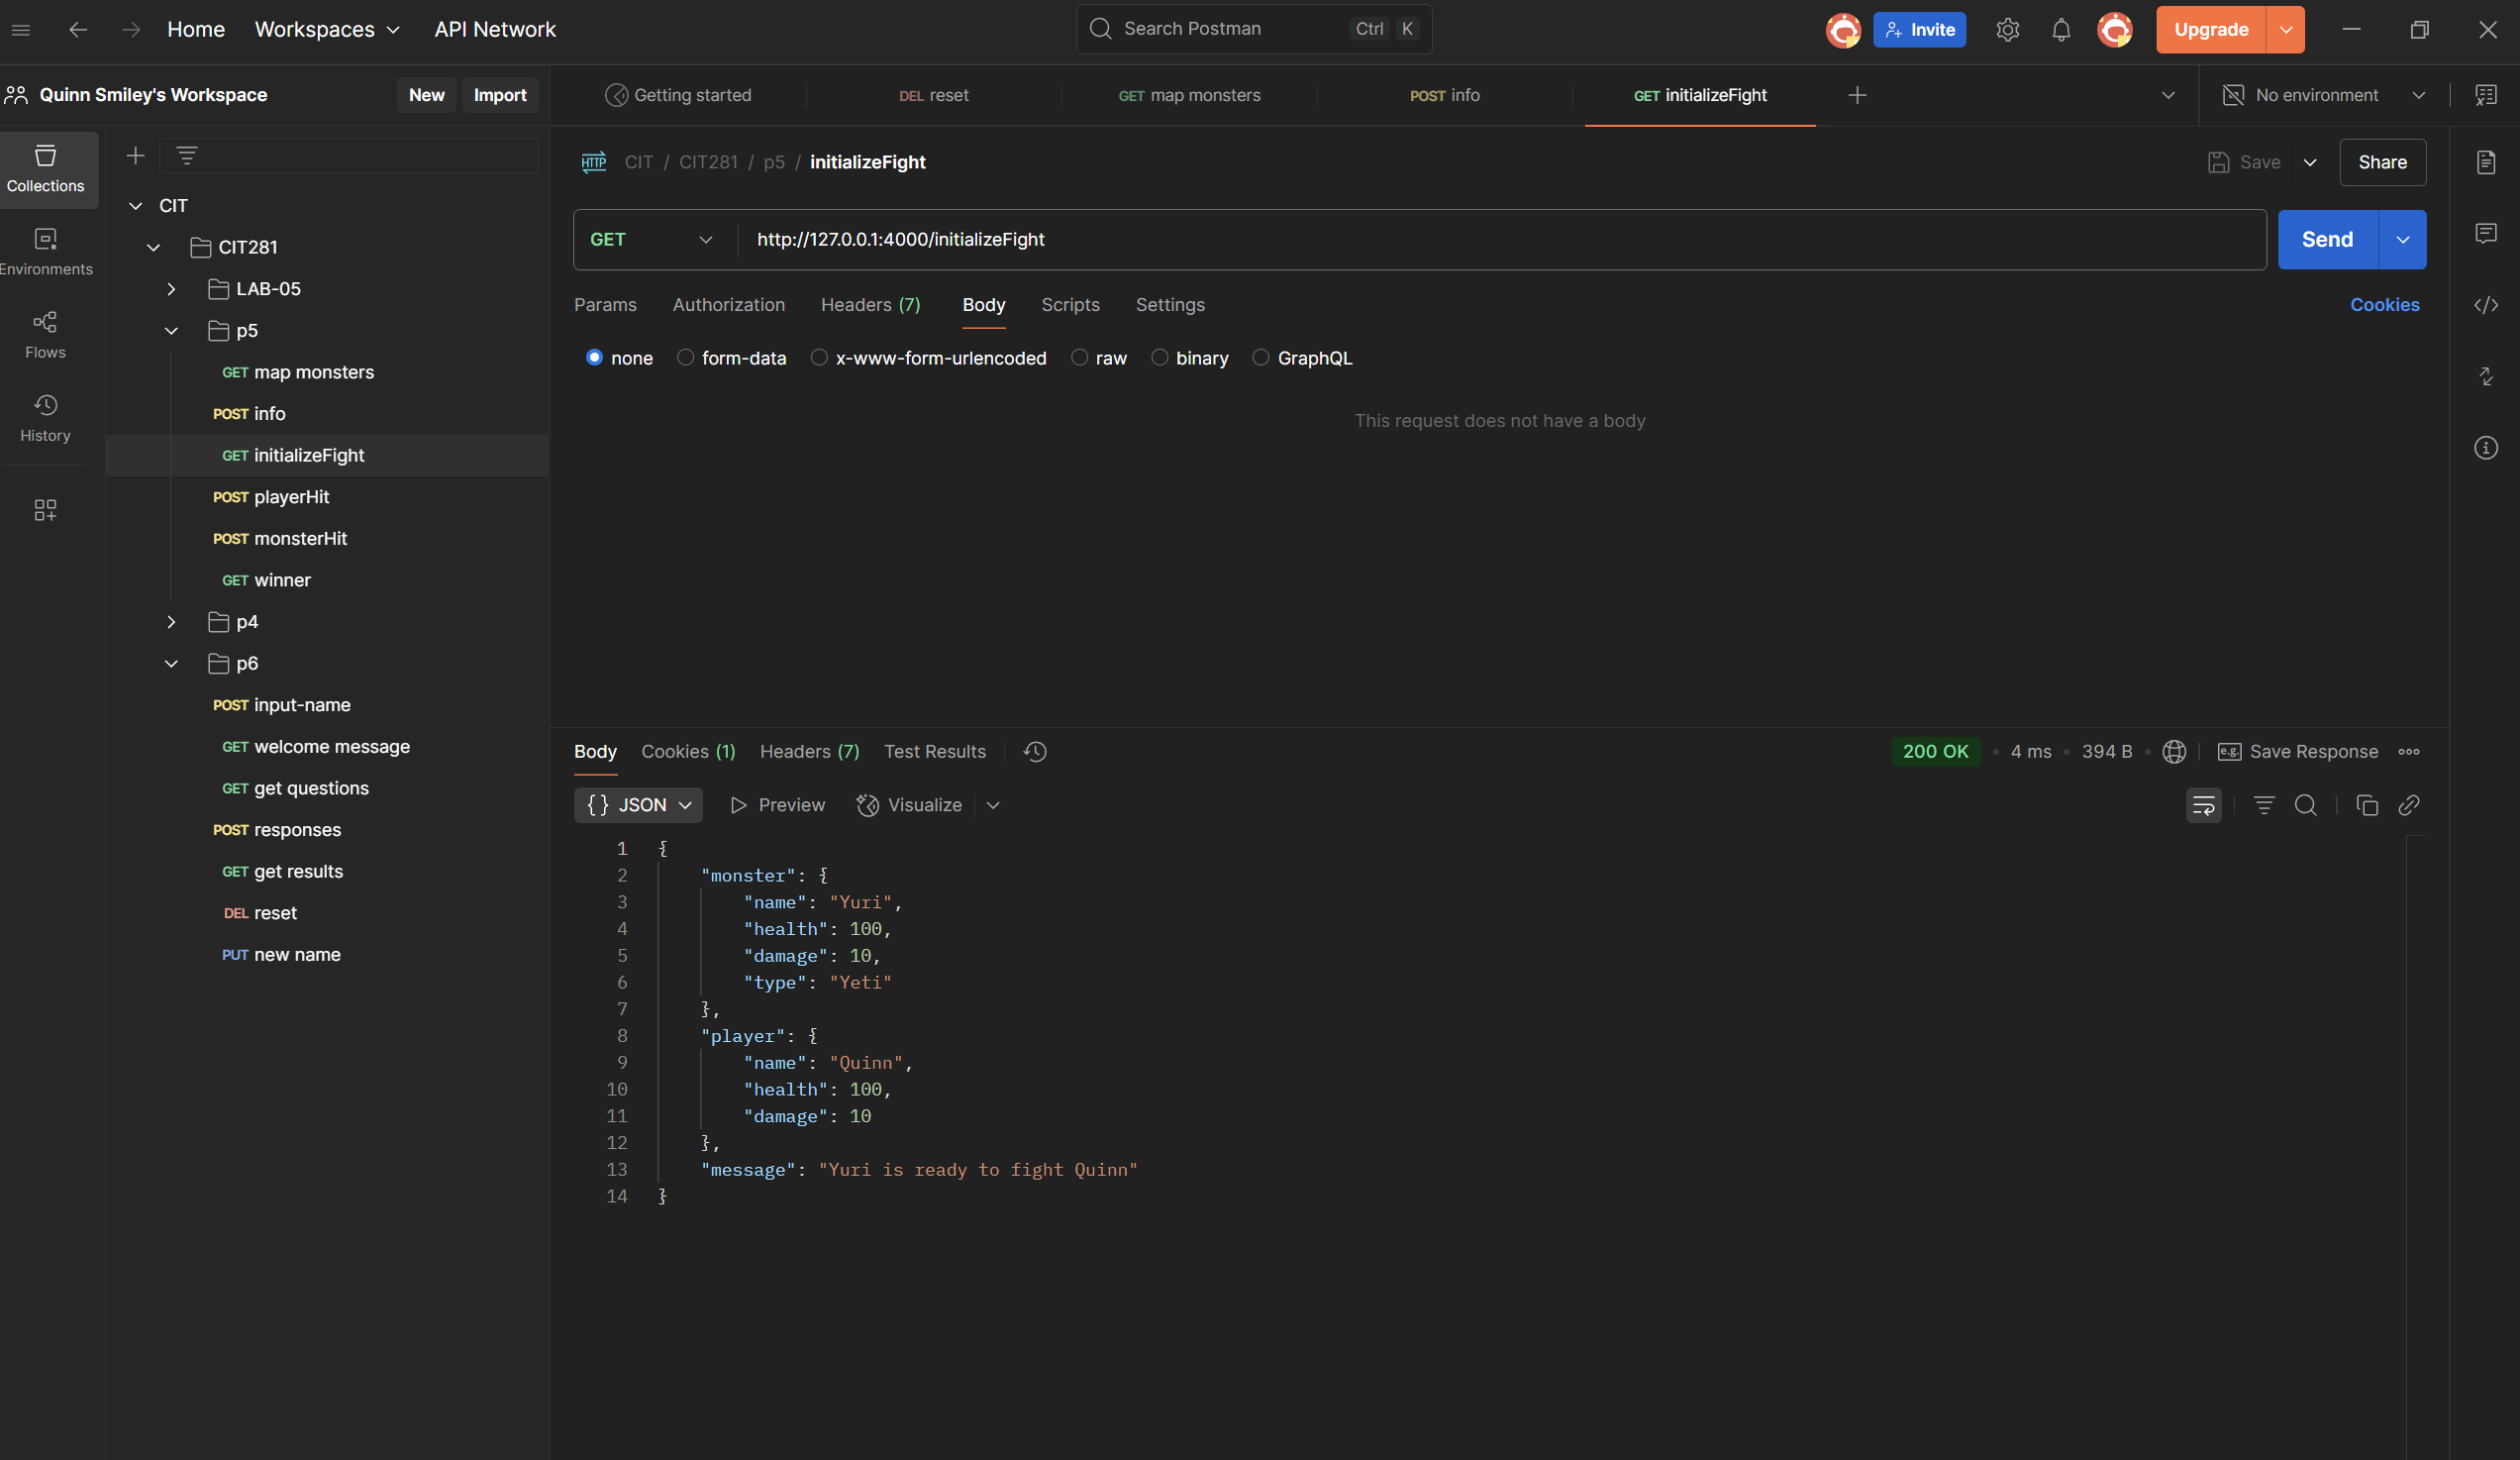 Home Workspaces API Network Search Postman Ctrl K Invite Upgrade
Quinn Smiley's Workspace New Import
Getting started DEL reset GET map monsters POST info GET initializeFight No environment
Collections
Environments
Flows
History
CIT
CIT281
LAB-05
p5
GET map monsters
POST info
GET initializeFight
POST playerHit
POST monsterHit
GET winner
p4
p6
POST input-name
GET welcome message
GET get questions
POST responses
GET get results
DEL reset
PUT new name
HTTP CIT / CIT281 / p5 / initializeFight Save Share
GET http://127.0.0.1:4000/initializeFight Send
Params Authorization Headers (7) Body Scripts Settings Cookies
none form-data x-www-form-urlencoded raw binary GraphQL
This request does not have a body
Body Cookies (1) Headers (7) Test Results 200 OK • 4 ms • 394 B • e.g. Save Response
{} JSON Preview Visualize
1 {
2 "monster": {
3 "name": "Yuri",
4 "health": 100,
5 "damage": 10,
6 "type": "Yeti"
7 },
8 "player": {
9 "name": "Quinn",
10 "health": 100,
11 "damage": 10
12 },
13 "message": "Yuri is ready to fight Quinn"
14 }